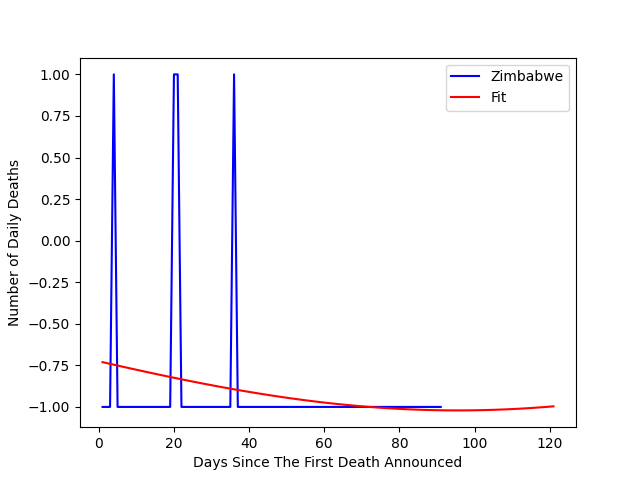 1.00
0.75
0.50
0.25
0.00
−0.25
−0.50
−0.75
−1.00
Number of Daily Deaths
Zimbabwe
Fit
0 20 40 60 80 100 120
Days Since The First Death Announced